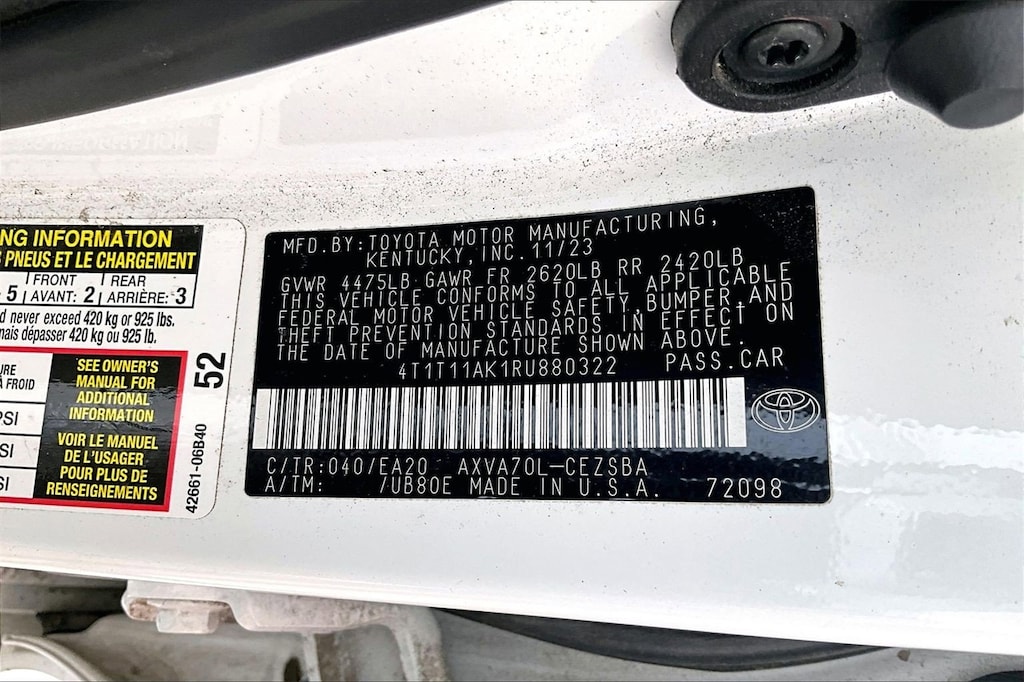 NG INFORMATION
PNEUS ET LE CHARGEMENT
5 FRONT AVANT: 2 REAR ARRIÈRE: 3
never exceed 420 kg or 925 lbs.
mais dépasser 420 kg ou 925 lb.
À FROID
PSI
SEE OWNER'S
MANUAL FOR
ADDITIONAL
INFORMATION
VOIR LE MANUEL
DE L'USAGER
POUR PLUS DE
RENSEIGNEMENTS
52
42661-06B40
MFD.BY:TOYOTA MOTOR MANUFACTURING,
KENTUCKY,INC.11/23
GVWR 4475LB GAWR FR 2620LB RR 2420LB
THIS VEHICLE CONFORMS TO ALL APPLICABLE
FEDERAL MOTOR VEHICLE SAFETY,BUMPER,AND
THEFT PREVENTION STANDARDS IN EFFECT ON
THE DATE OF MANUFACTURE SHOWN ABOVE.
4T1T11AK1RU880322 PASS.CAR
C/TR:040/EA20 AXVA70L-CEZSBA
A/TM: /UB80E MADE IN U.S.A. 72098